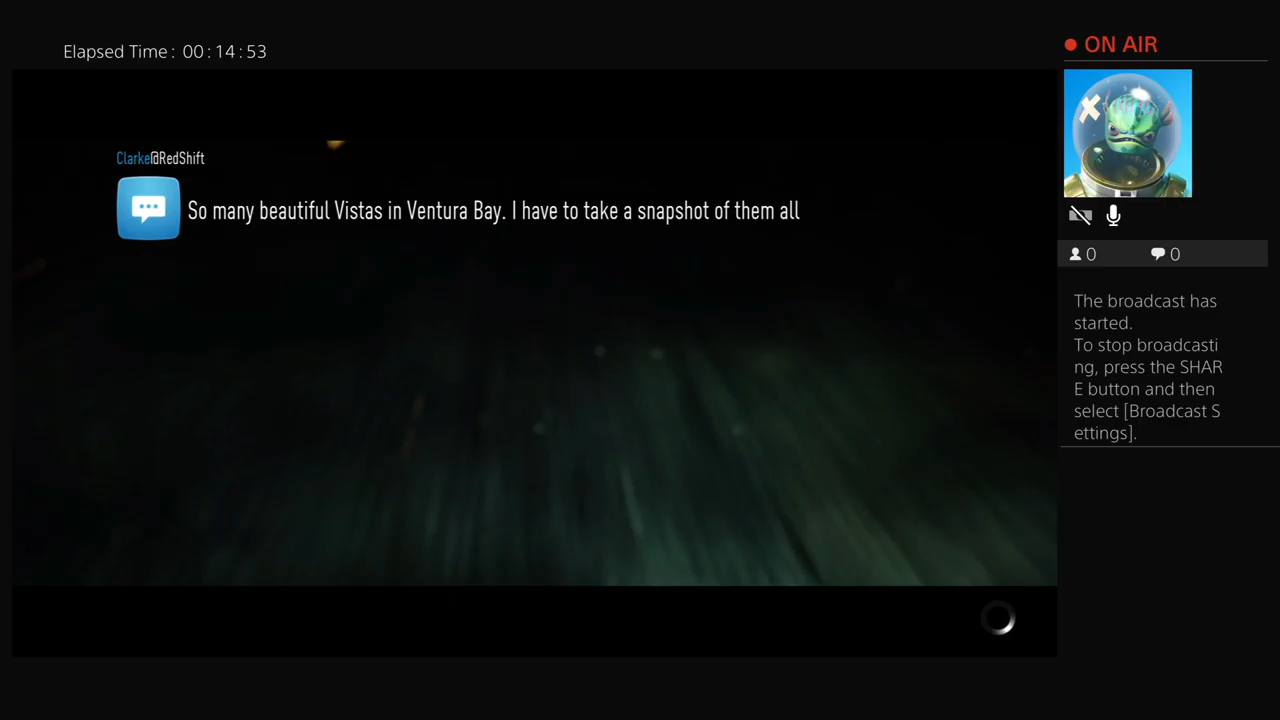 Elapsed Time : 00:14:53
ON AIR
Clarke@RedShift
So many beautiful Vistas in Ventura Bay. I have to take a snapshot of them all
0
0
The broadcast has
started.
To stop broadcasti
ng, press the SHAR
E button and then
select [Broadcast S
ettings].